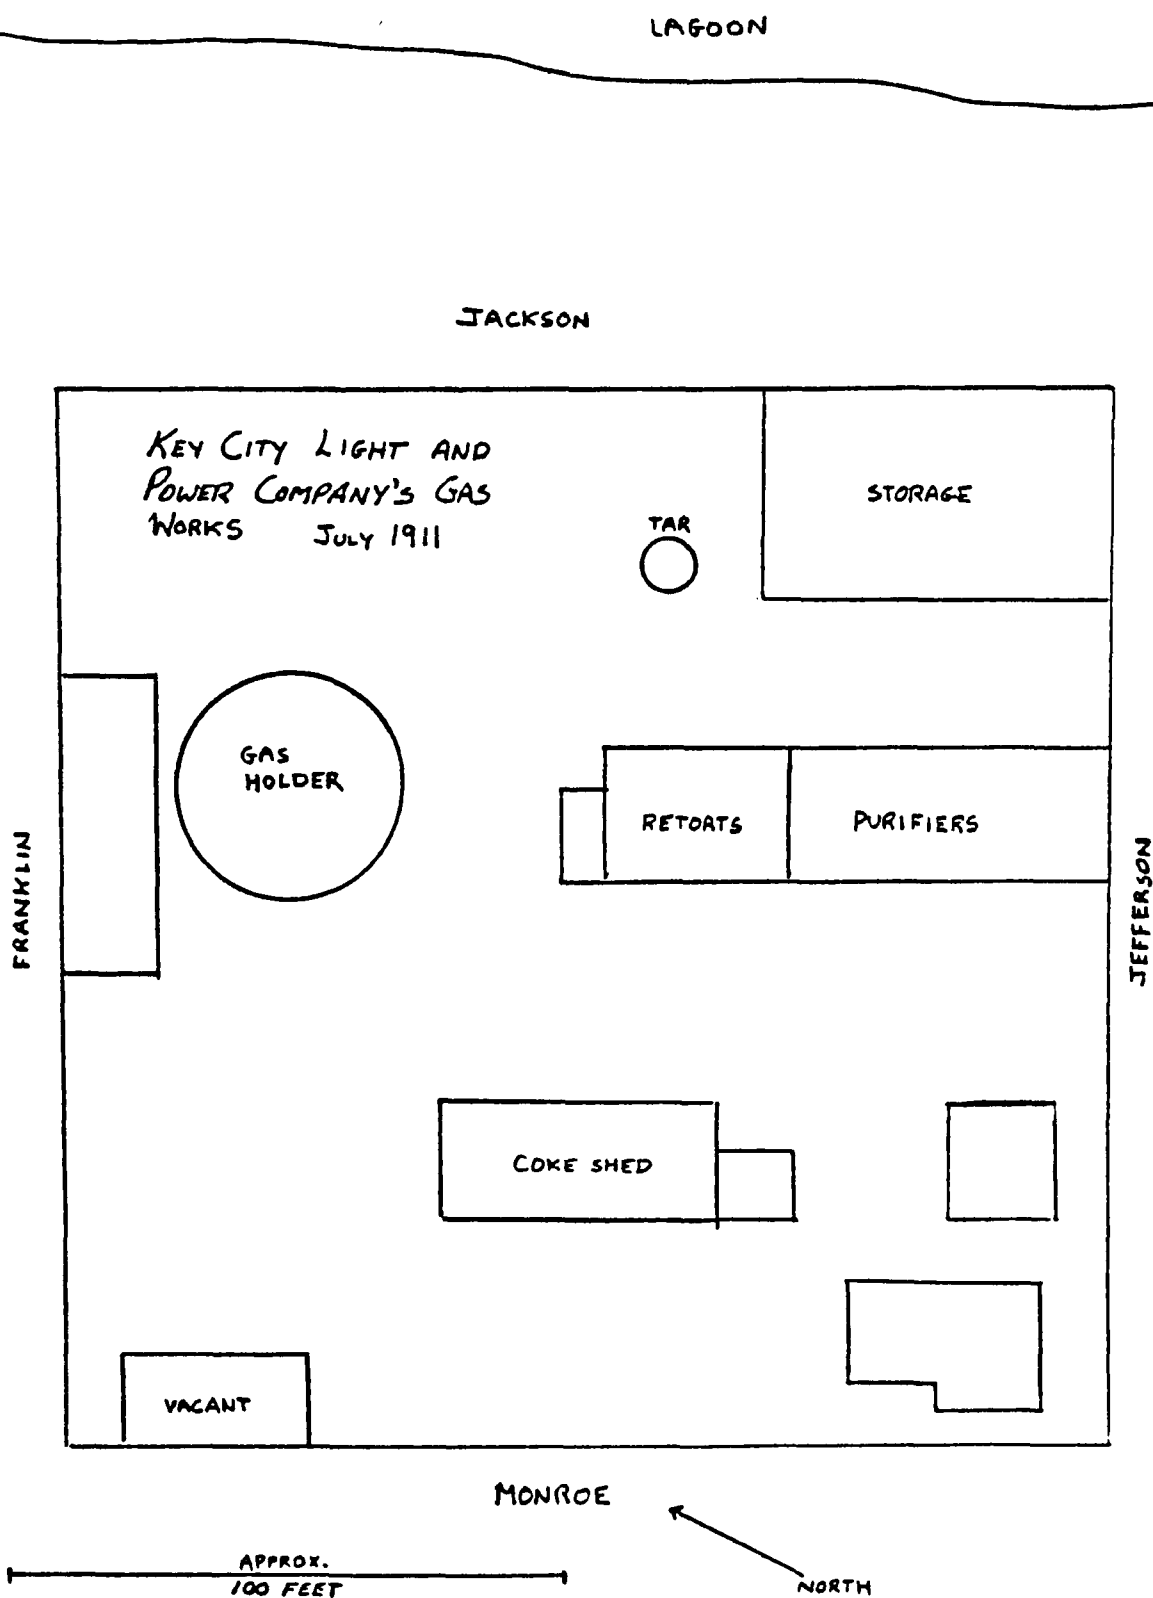 LAGOON
JACKSON
KEY CITY LIGHT AND
POWER COMPANY'S GAS
WORKS JULY 1911
STORAGE
TAR
GAS
HOLDER
RETOATS
PURIFIERS
FRANKLIN
JEFFERSON
COKE SHED
VACANT
MONROE
APPROX.
100 FEET
NORTH